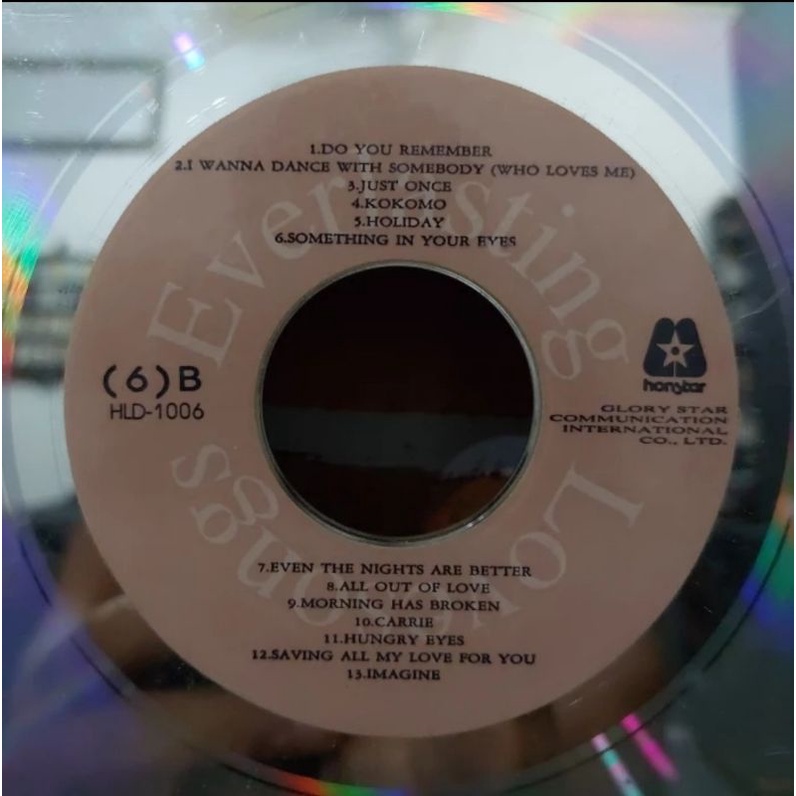 1.DO YOU REMEMBER
2.I WANNA DANCE WITH SOMEBODY (WHO LOVES ME)
3.JUST ONCE
4.KOKOMO
5.HOLIDAY
6.SOMETHING IN YOUR EYES
Everlasting
Love Songs
(6)B
HLD-1006
honstar
GLORY STAR
COMMUNICATION
INTERNATIONAL
CO., LTD.
7.EVEN THE NIGHTS ARE BETTER
8.ALL OUT OF LOVE
9.MORNING HAS BROKEN
10.CARRIE
11.HUNGRY EYES
12.SAVING ALL MY LOVE FOR YOU
13.IMAGINE